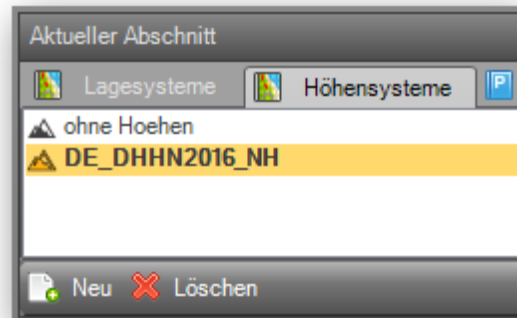 Aktueller Abschnitt
Lagesysteme Höhensysteme P
ohne Hoehen
DE_DHHN2016_NH
Neu Löschen